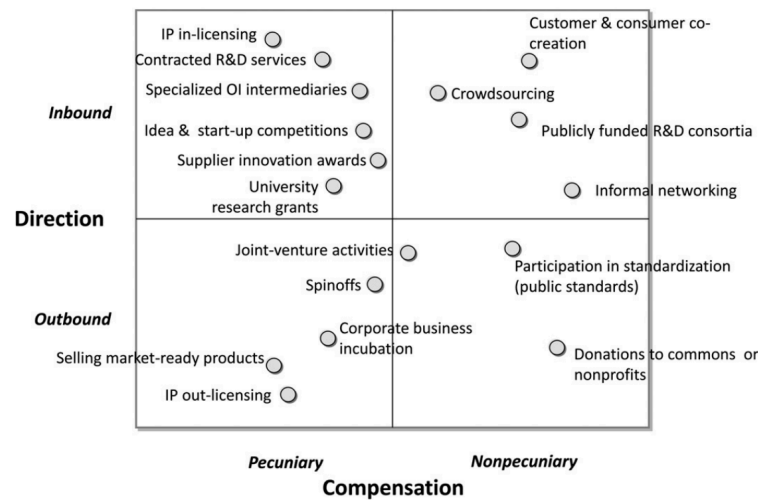 IP in-licensing
Contracted R&D services
Specialized OI intermediaries
Idea & start-up competitions
Supplier innovation awards
University
research grants
Customer & consumer co-
creation
Crowdsourcing
Publicly funded R&D consortia
Informal networking
Inbound
Direction
Outbound
Joint-venture activities
Spinoffs
Corporate business
incubation
Selling market-ready products
IP out-licensing
Participation in standardization
(public standards)
Donations to commons or
nonprofits
Pecuniary
Nonpecuniary
Compensation